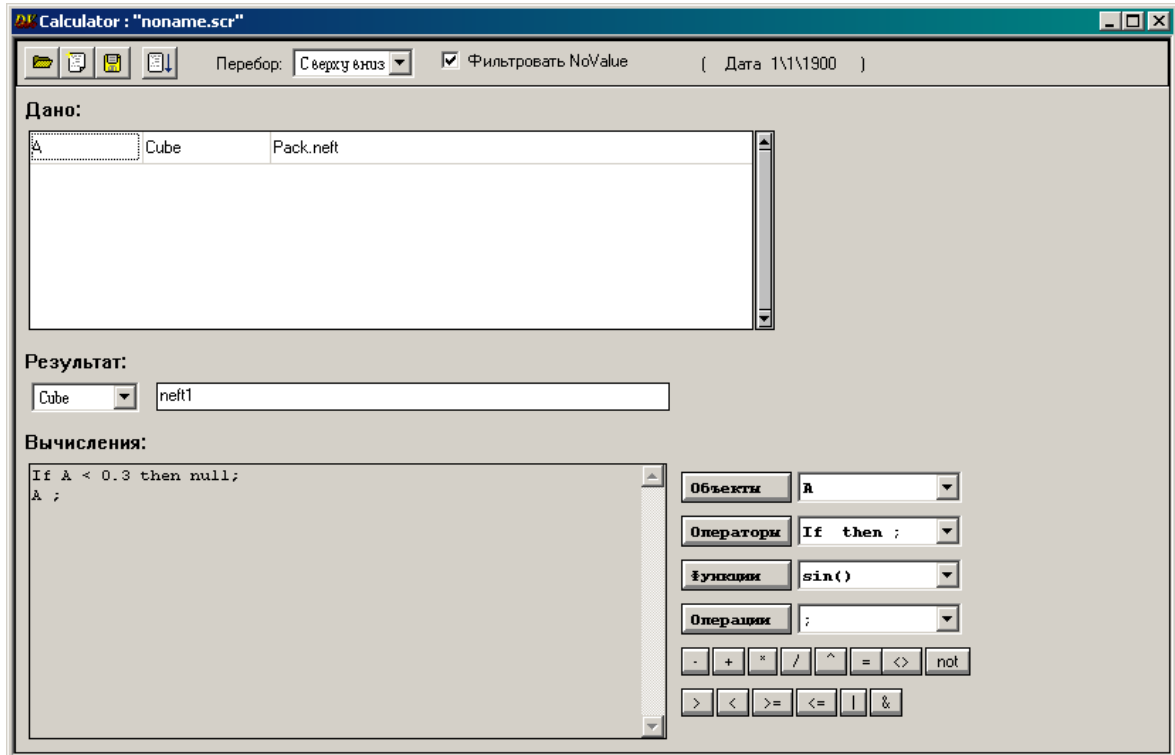 DV Calculator : "noname.scr"
Перебор: Сверху вниз Фильтровать NoValue ( Дата 1\1\1900 )
Дано:
A Cube Pack.neft
Результат:
Cube neft1
Вычисления:
If A < 0.3 then null;
A ;
Объекты A
Операторы If then ;
Функции sin()
Операции ;
- + * / ^ = <> not
> < >= <= | &